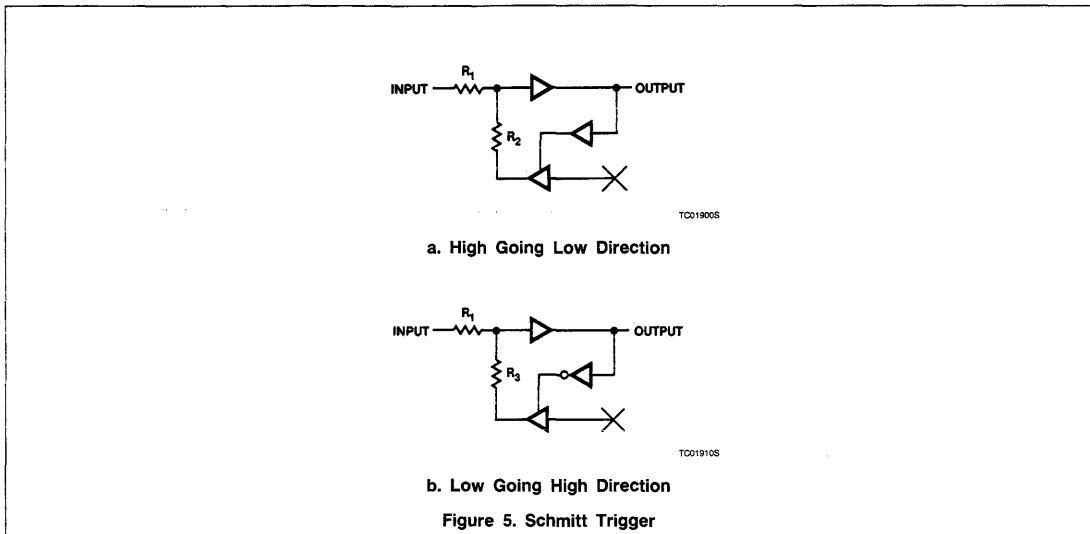 R1
INPUT
OUTPUT
R2
TC01900S
a. High Going Low Direction
R1
INPUT
OUTPUT
R3
TC01910S
b. Low Going High Direction
Figure 5. Schmitt Trigger